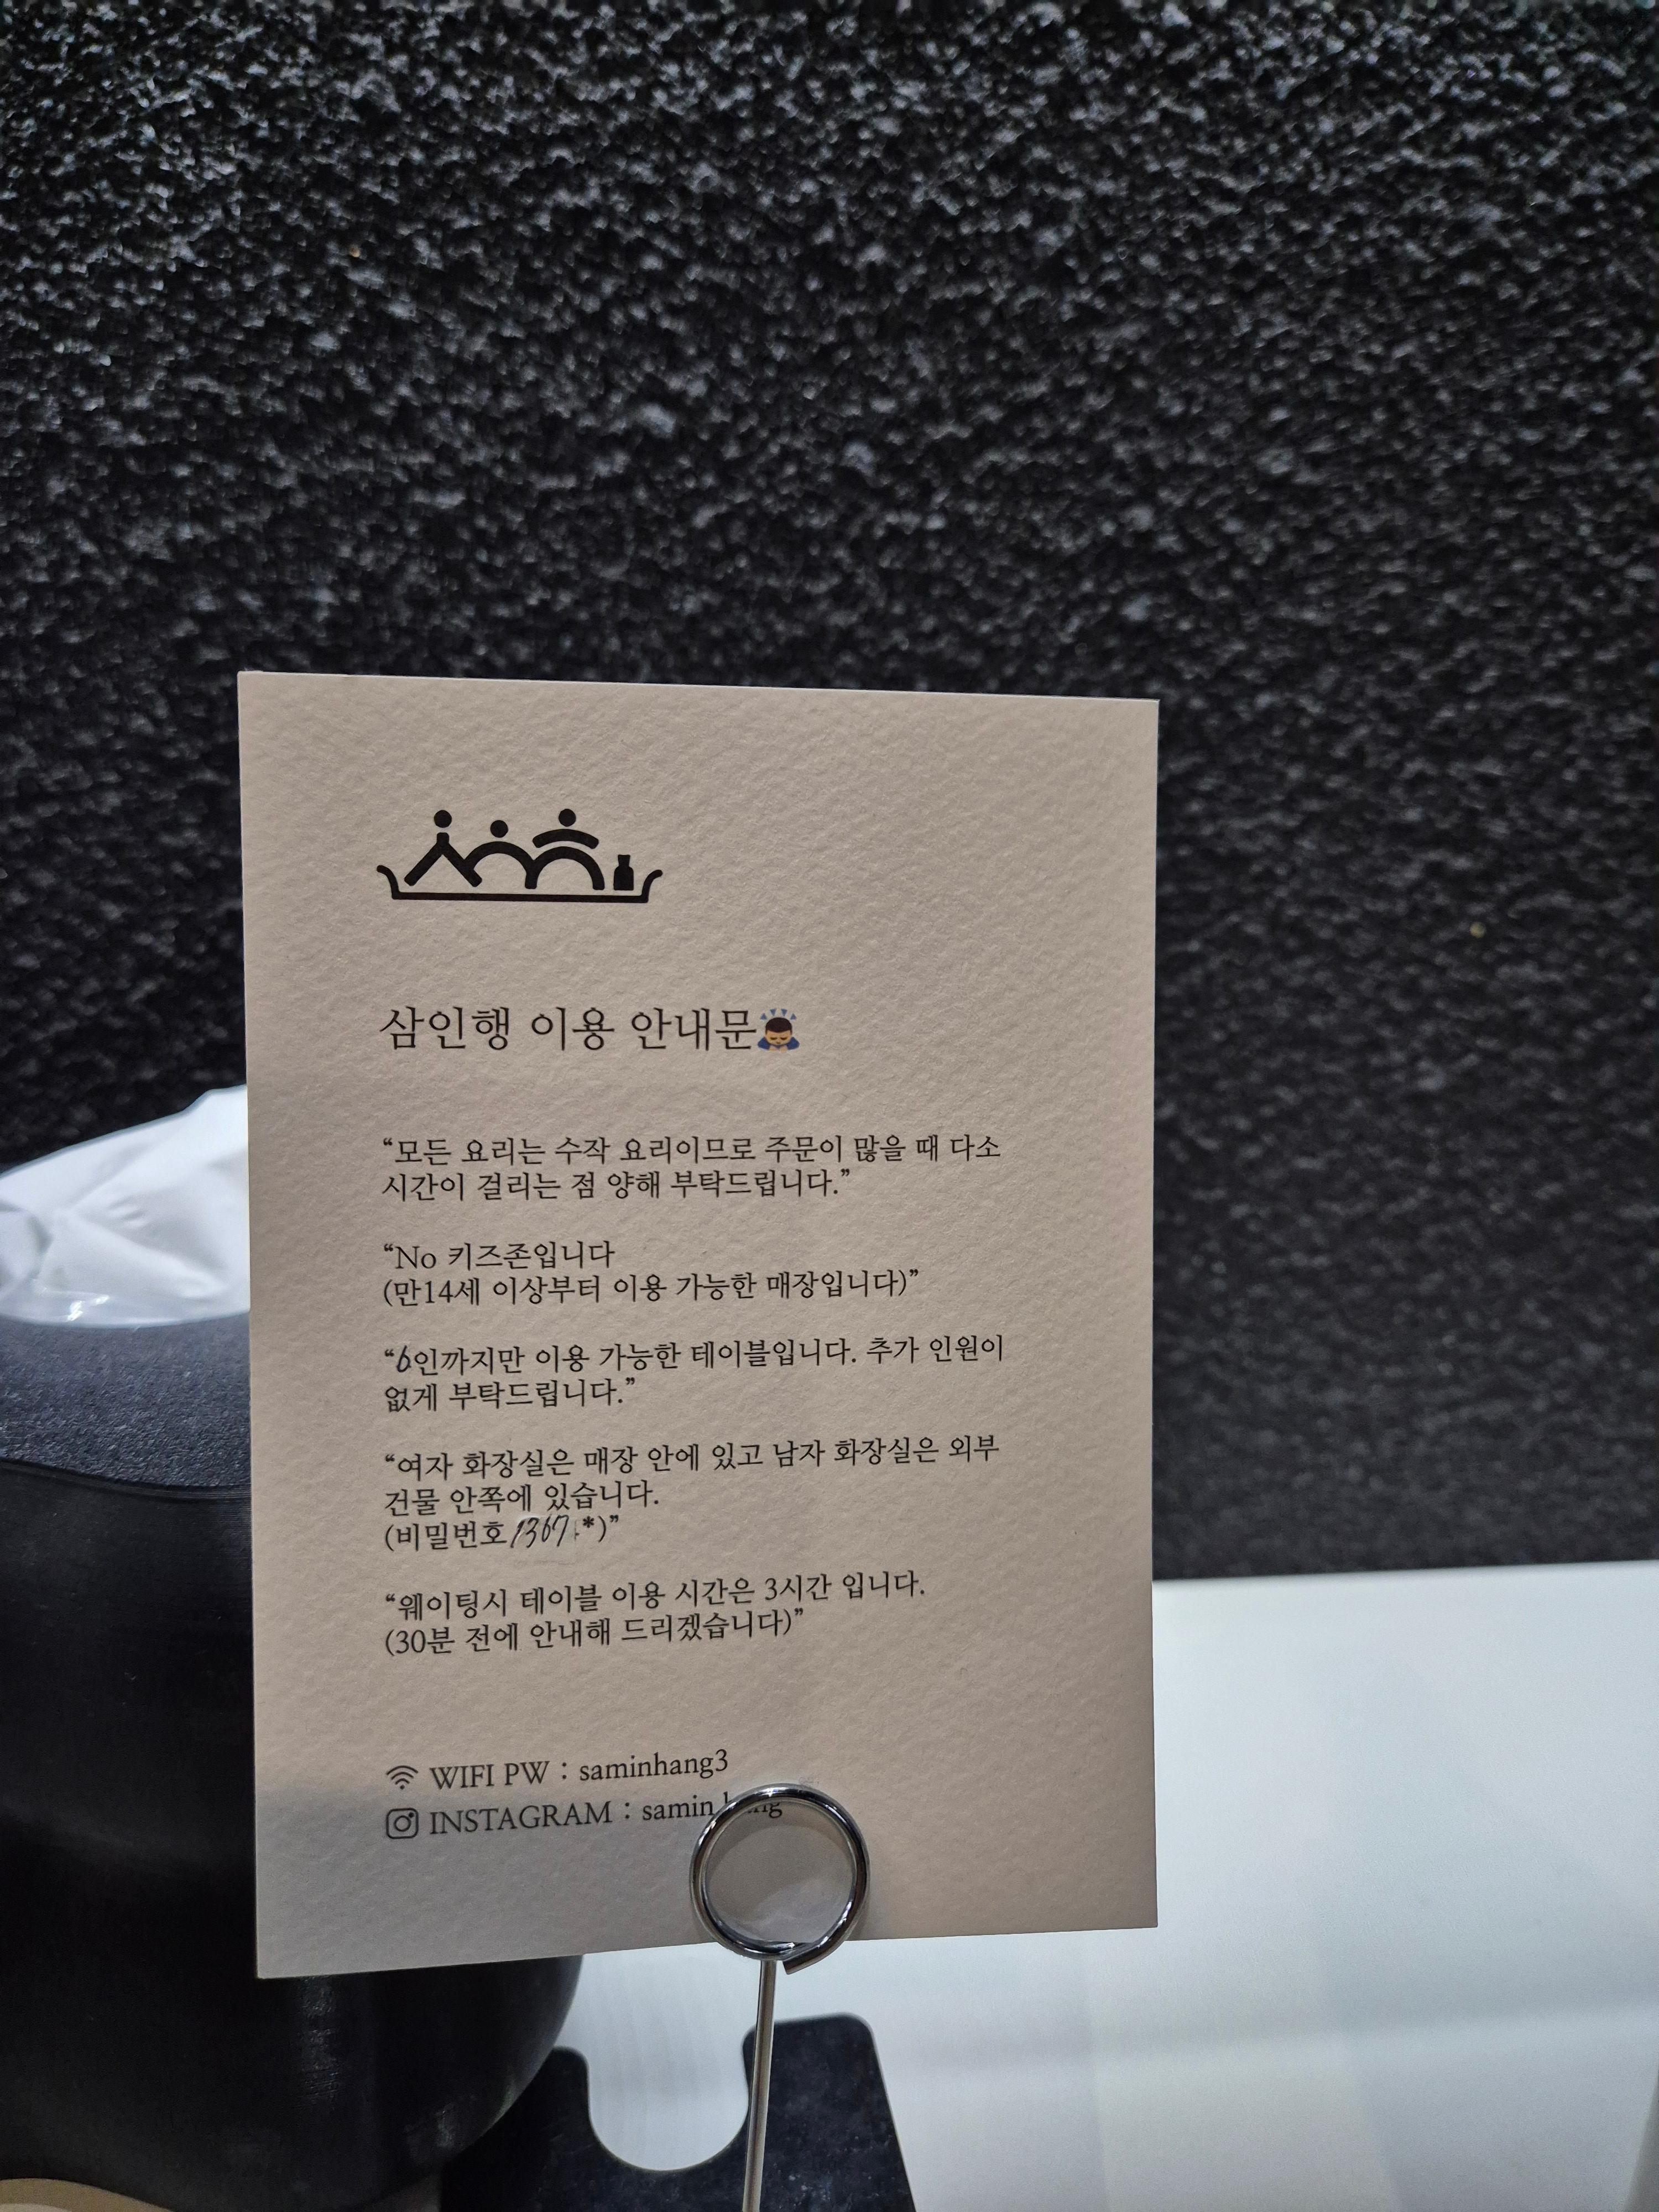 삼인행 이용 안내문
“모든 요리는 수작 요리이므로 주문이 많을 때 다소
시간이 걸리는 점 양해 부탁드립니다.”
“No 키즈존입니다
(만14세 이상부터 이용 가능한 매장입니다)”
“6인까지만 이용 가능한 테이블입니다. 추가 인원이
없게 부탁드립니다.”
“여자 화장실은 매장 안에 있고 남자 화장실은 외부
건물 안쪽에 있습니다.
(비밀번호 1367*)”
“웨이팅시 테이블 이용 시간은 3시간 입니다.
(30분 전에 안내해 드리겠습니다)”
WIFI PW : saminhang3
INSTAGRAM :